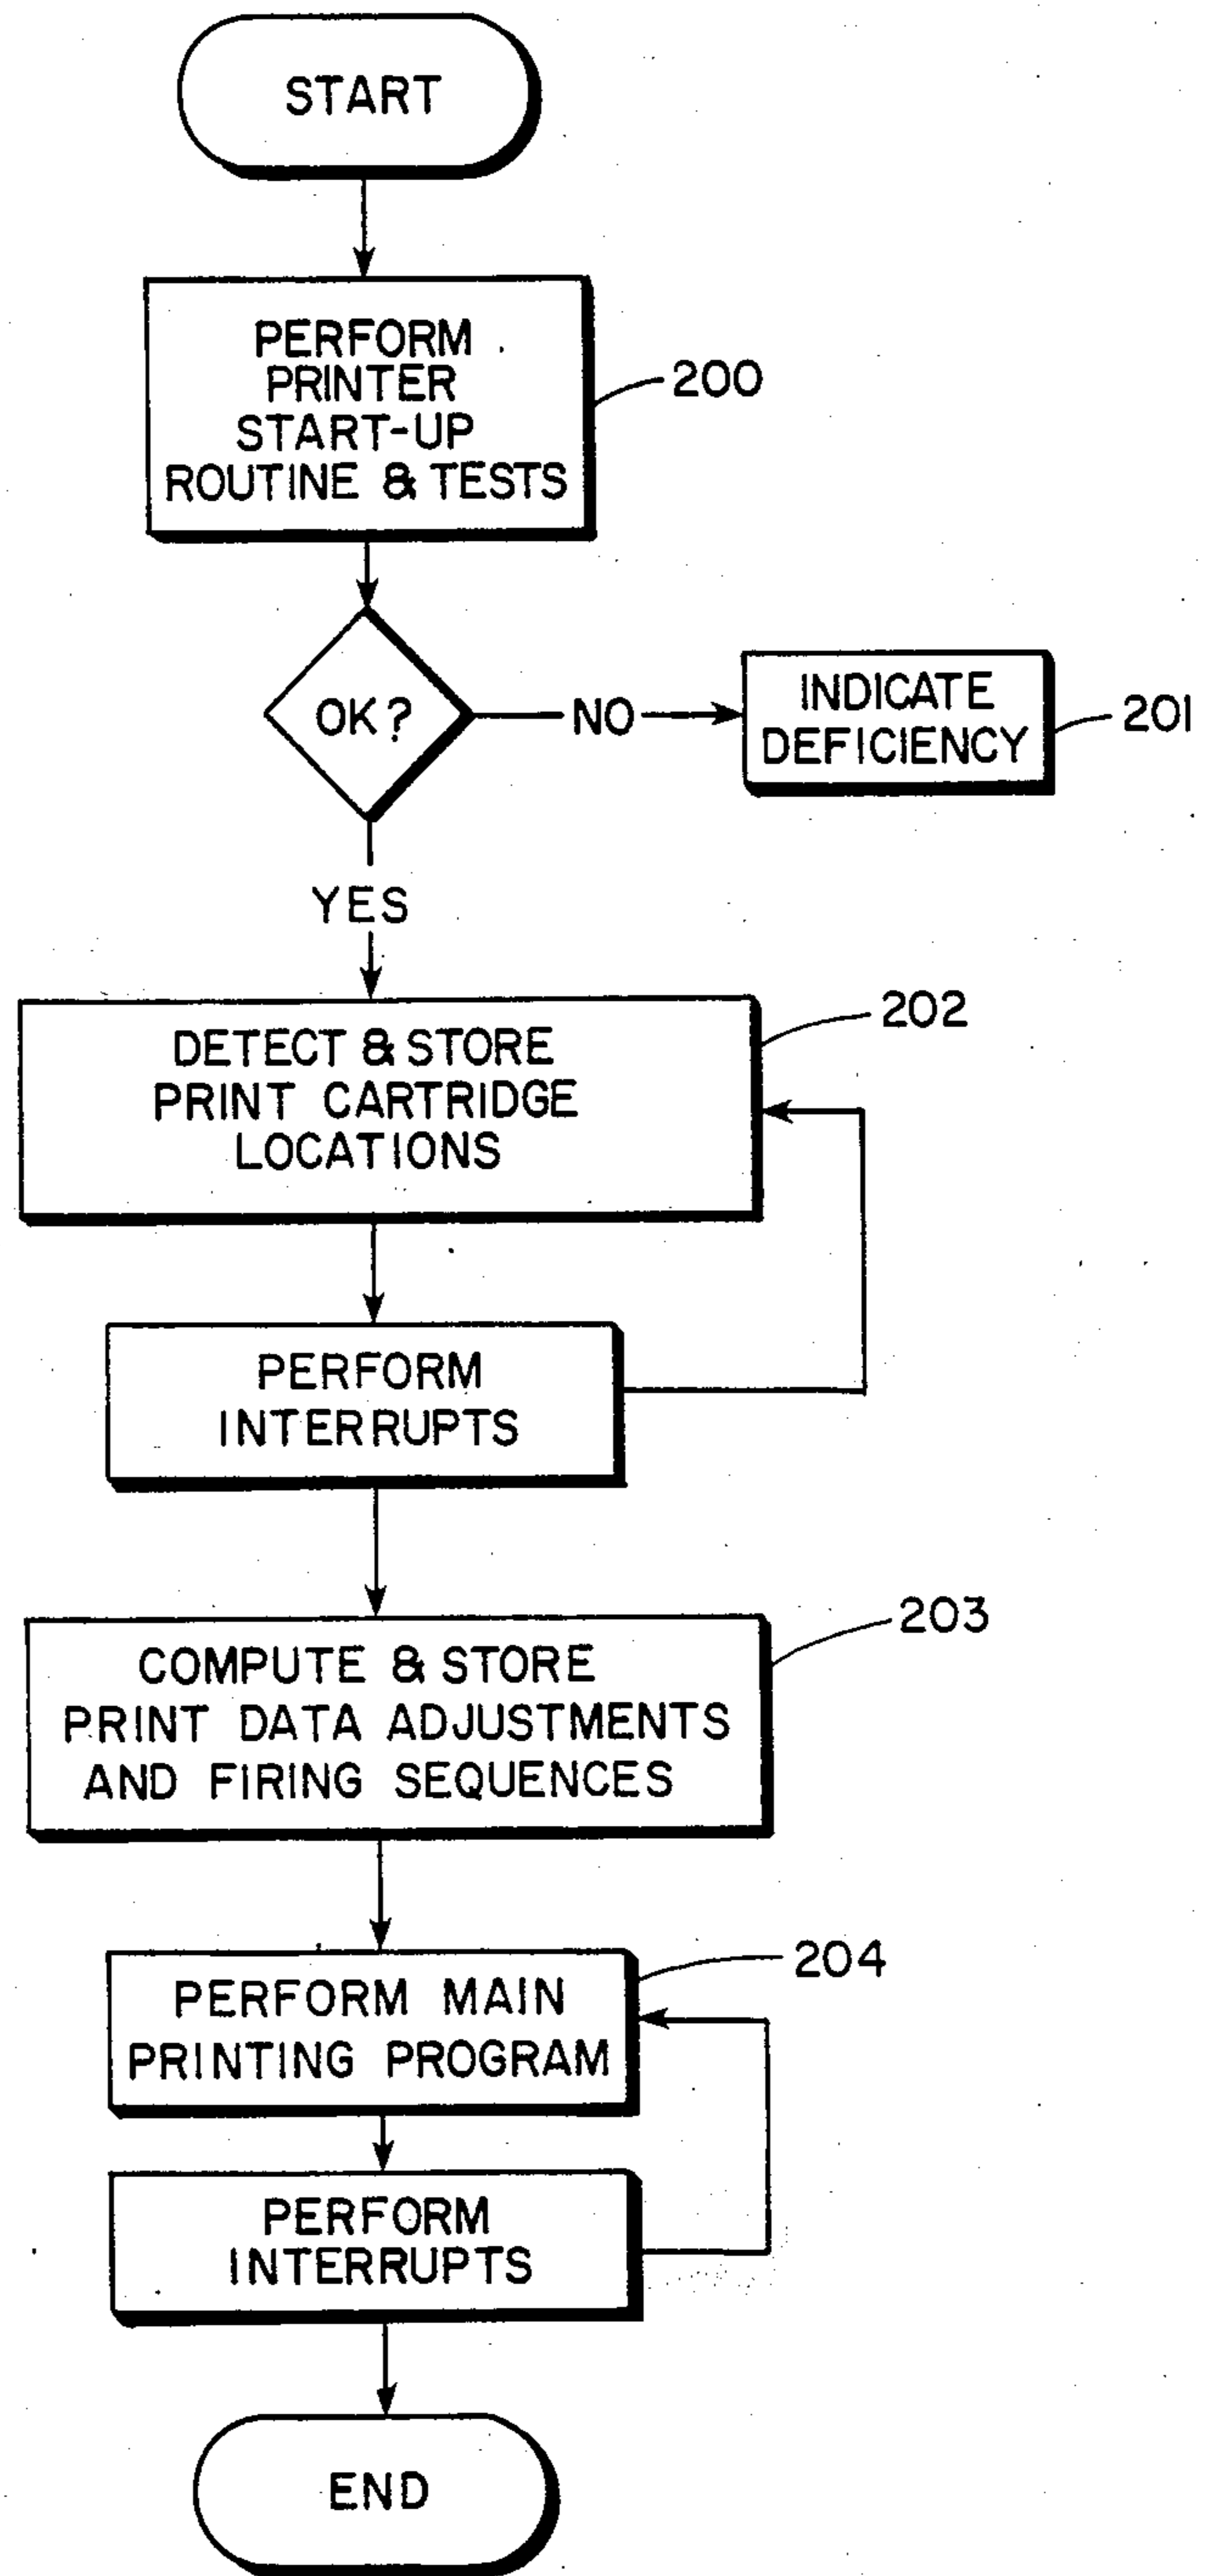 START
PERFORM
PRINTER
START-UP
ROUTINE & TESTS
200
OK?
NO
INDICATE
DEFICIENCY
201
YES
DETECT & STORE
PRINT CARTRIDGE
LOCATIONS
202
PERFORM
INTERRUPTS
COMPUTE & STORE
PRINT DATA ADJUSTMENTS
AND FIRING SEQUENCES
203
PERFORM MAIN
PRINTING PROGRAM
204
PERFORM
INTERRUPTS
END